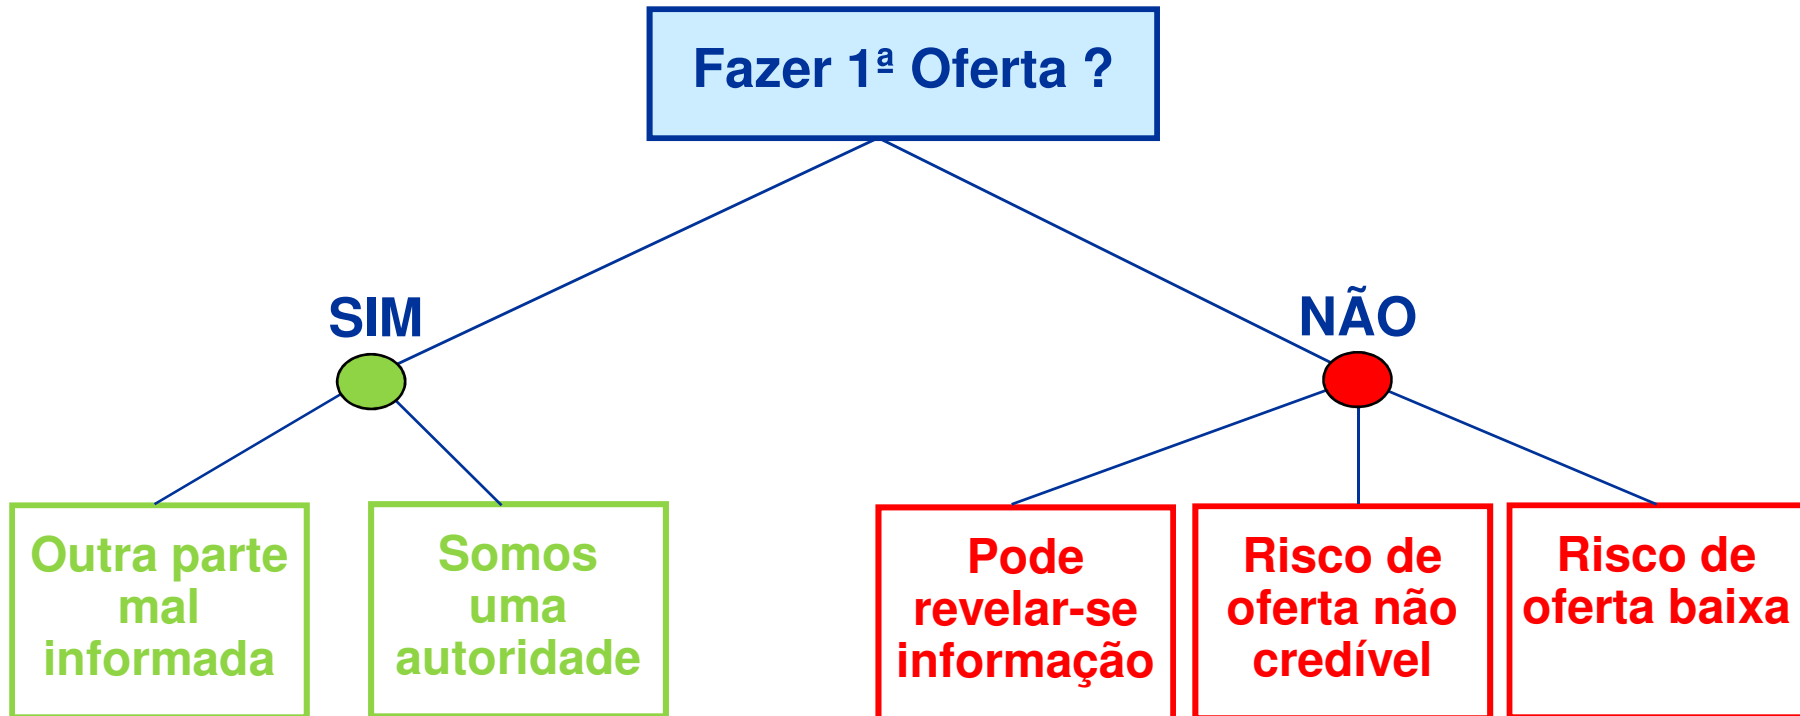 Fazer 1ª Oferta ?
SIM
NÃO
Outra parte
mal
informada
Somos
uma
autoridade
Pode
revelar-se
informação
Risco de
oferta não
credível
Risco de
oferta baixa